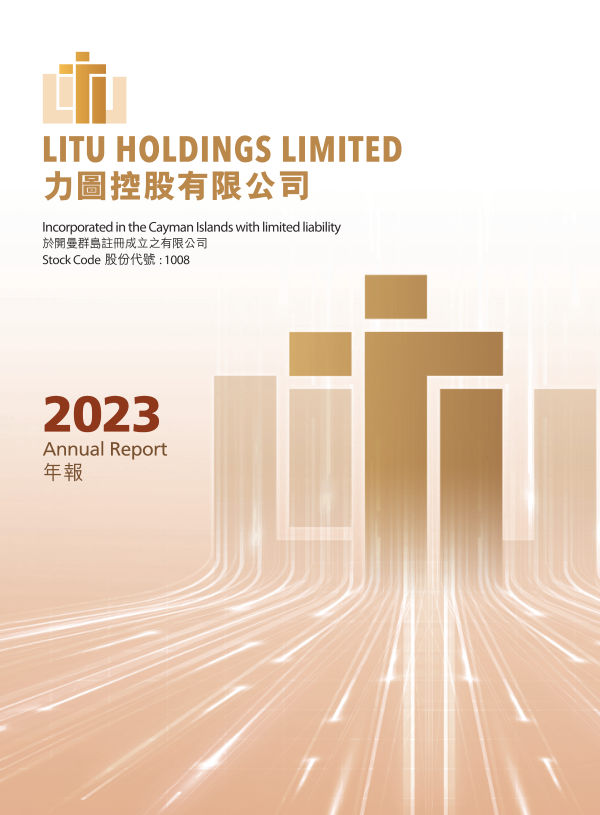 LITU HOLDINGS LIMITED
力圖控股有限公司
Incorporated in the Cayman Islands with limited liability
於開曼群島註冊成立之有限公司
Stock Code 股份代號 : 1008
2023
Annual Report
年報